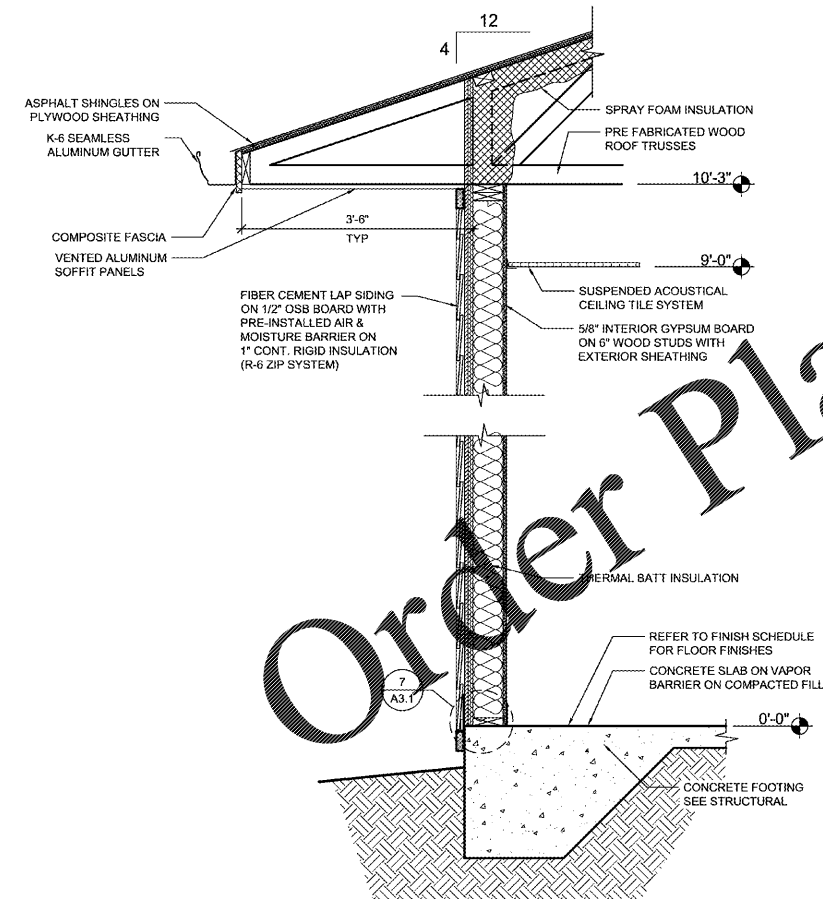 12
4
ASPHALT SHINGLES ON
PLYWOOD SHEATHING
K-6 SEAMLESS
ALUMINUM GUTTER
SPRAY FOAM INSULATION
PRE FABRICATED WOOD
ROOF TRUSSES
10'-3"
3'-6"
TYP
COMPOSITE FASCIA
VENTED ALUMINUM
SOFFIT PANELS
9'-0"
SUSPENDED ACOUSTICAL
CEILING TILE SYSTEM
FIBER CEMENT LAP SIDING
ON 1/2" OSB BOARD WITH
PRE-INSTALLED AIR &
MOISTURE BARRIER ON
1" CONT. RIGID INSULATION
(R-6 ZIP SYSTEM)
5/8" INTERIOR GYPSUM BOARD
ON 6" WOOD STUDS WITH
EXTERIOR SHEATHING
Order Pla
THERMAL BATT INSULATION
REFER TO FINISH SCHEDULE
FOR FLOOR FINISHES
CONCRETE SLAB ON VAPOR
BARRIER ON COMPACTED FILL
7
A3.1
0'-0"
CONCRETE FOOTING
SEE STRUCTURAL